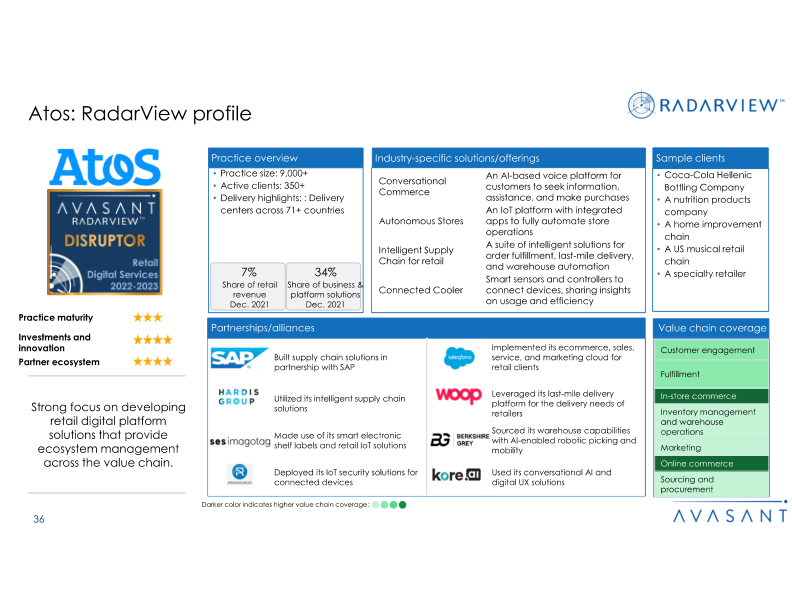 Atos: RadarView profile
RADARVIEW™
Atos
AVASANT
RADARVIEW™
DISRUPTOR
Retail
Digital Services
2022-2023
Practice maturity
Investments and
innovation
Partner ecosystem
Strong focus on developing
retail digital platform
solutions that provide
ecosystem management
across the value chain.
Practice overview
• Practice size: 9,000+
• Active clients: 350+
• Delivery highlights: : Delivery
centers across 71+ countries
7%
Share of retail
revenue
Dec. 2021
34%
Share of business &
platform solutions
Dec. 2021
Industry-specific solutions/offerings
Conversational
Commerce
An AI-based voice platform for
customers to seek information,
assistance, and make purchases
Autonomous Stores
An IoT platform with integrated
apps to fully automate store
operations
Intelligent Supply
Chain for retail
A suite of intelligent solutions for
order fulfillment, last-mile delivery,
and warehouse automation
Connected Cooler
Smart sensors and controllers to
connect devices, sharing insights
on usage and efficiency
Sample clients
• Coca-Cola Hellenic
Bottling Company
• A nutrition products
company
• A home improvement
chain
• A US musical retail
chain
• A specialty retailer
Partnerships/alliances
SAP
Built supply chain solutions in
partnership with SAP
HARDIS
GROUP
Utilized its intelligent supply chain
solutions
ses imagotag
Made use of its smart electronic
shelf labels and retail IoT solutions
Deployed its IoT security solutions for
connected devices
salesforce
Implemented its ecommerce, sales,
service, and marketing cloud for
retail clients
woop
Leveraged its last-mile delivery
platform for the delivery needs of
retailers
BG BERKSHIRE
GREY
Sourced its warehouse capabilities
with AI-enabled robotic picking and
mobility
kore.ai
Used its conversational AI and
digital UX solutions
Value chain coverage
Customer engagement
Fulfillment
In-store commerce
Inventory management
and warehouse
operations
Marketing
Online commerce
Sourcing and
procurement
Darker color indicates higher value chain coverage:
36
AVASANT